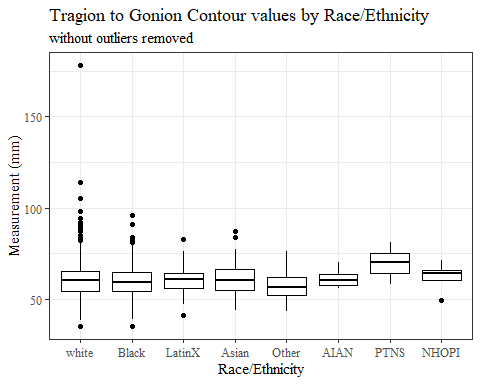 Tragion to Gonion Contour values by Race/Ethnicity
without outliers removed
Measurement (mm)
150
100
50
white Black LatinX Asian Other AIAN PTNS NHOPI
Race/Ethnicity